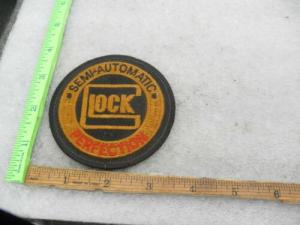 SEMI-AUTOMATIC
GLOCK
PERFECTION
1 2 3 4 5 6